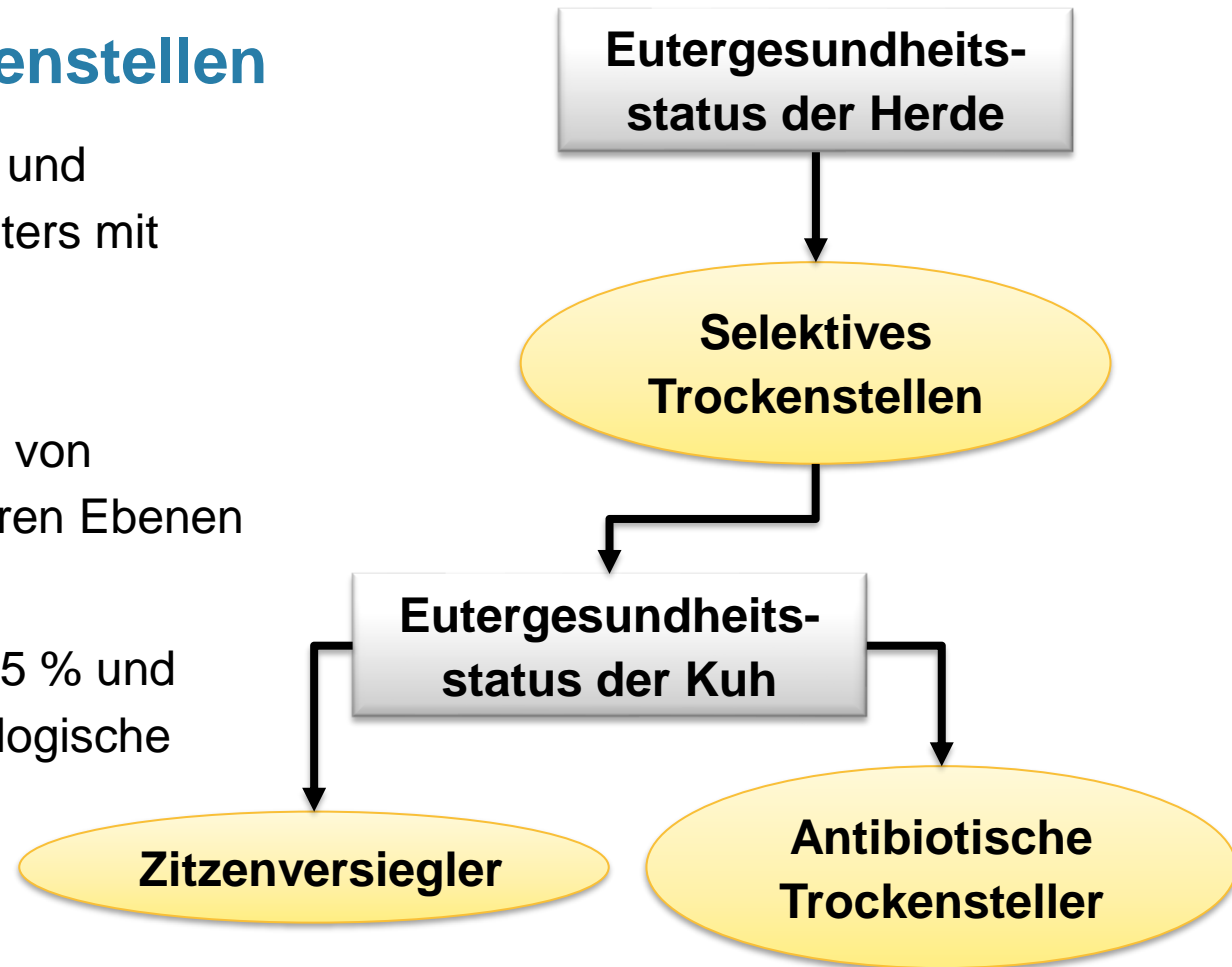 enstellen
und
ters mit
von
ren Ebenen
5 % und
logische
Eutergesundheits-
status der Herde
Selektives
Trockenstellen
Eutergesundheits-
status der Kuh
Zitzenversiegler
Antibiotische
Trockensteller